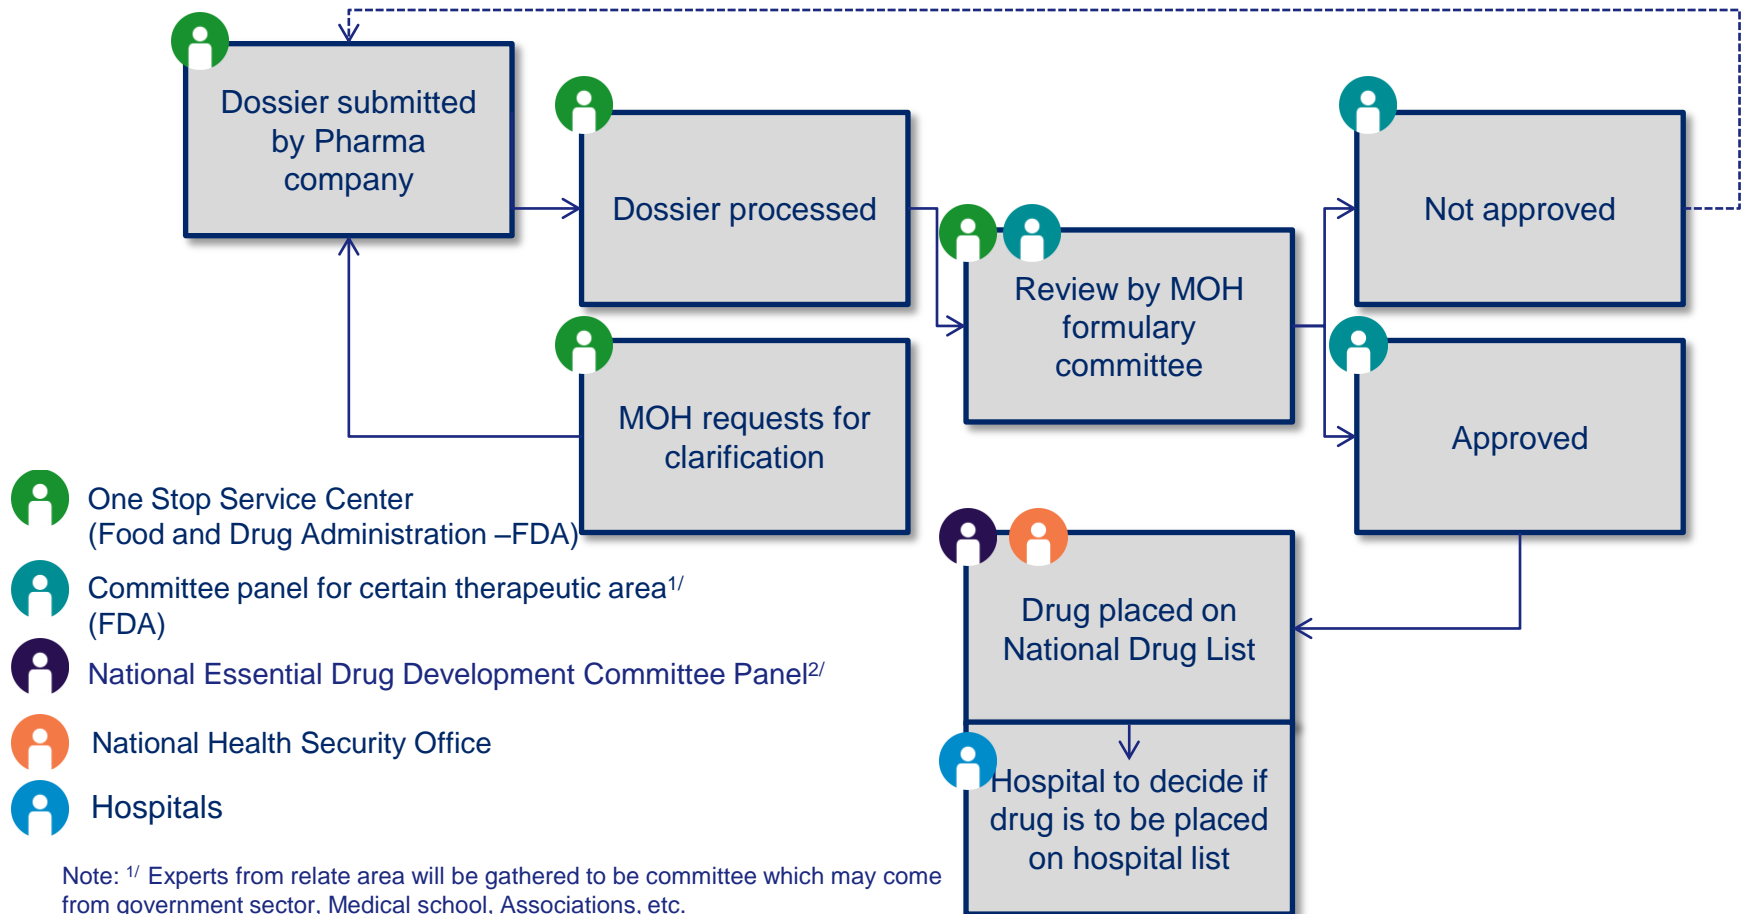 Dossier submitted
by Pharma
company
Dossier processed
Not approved
Review by MOH
formulary
committee
MOH requests for
clarification
Approved
One Stop Service Center
(Food and Drug Administration –FDA)
Committee panel for certain therapeutic area1/
(FDA)
National Essential Drug Development Committee Panel2/
National Health Security Office
Hospitals
Drug placed on
National Drug List
Hospital to decide if
drug is to be placed
on hospital list
Note: 1/ Experts from relate area will be gathered to be committee which may come
from government sector, Medical school, Associations, etc.